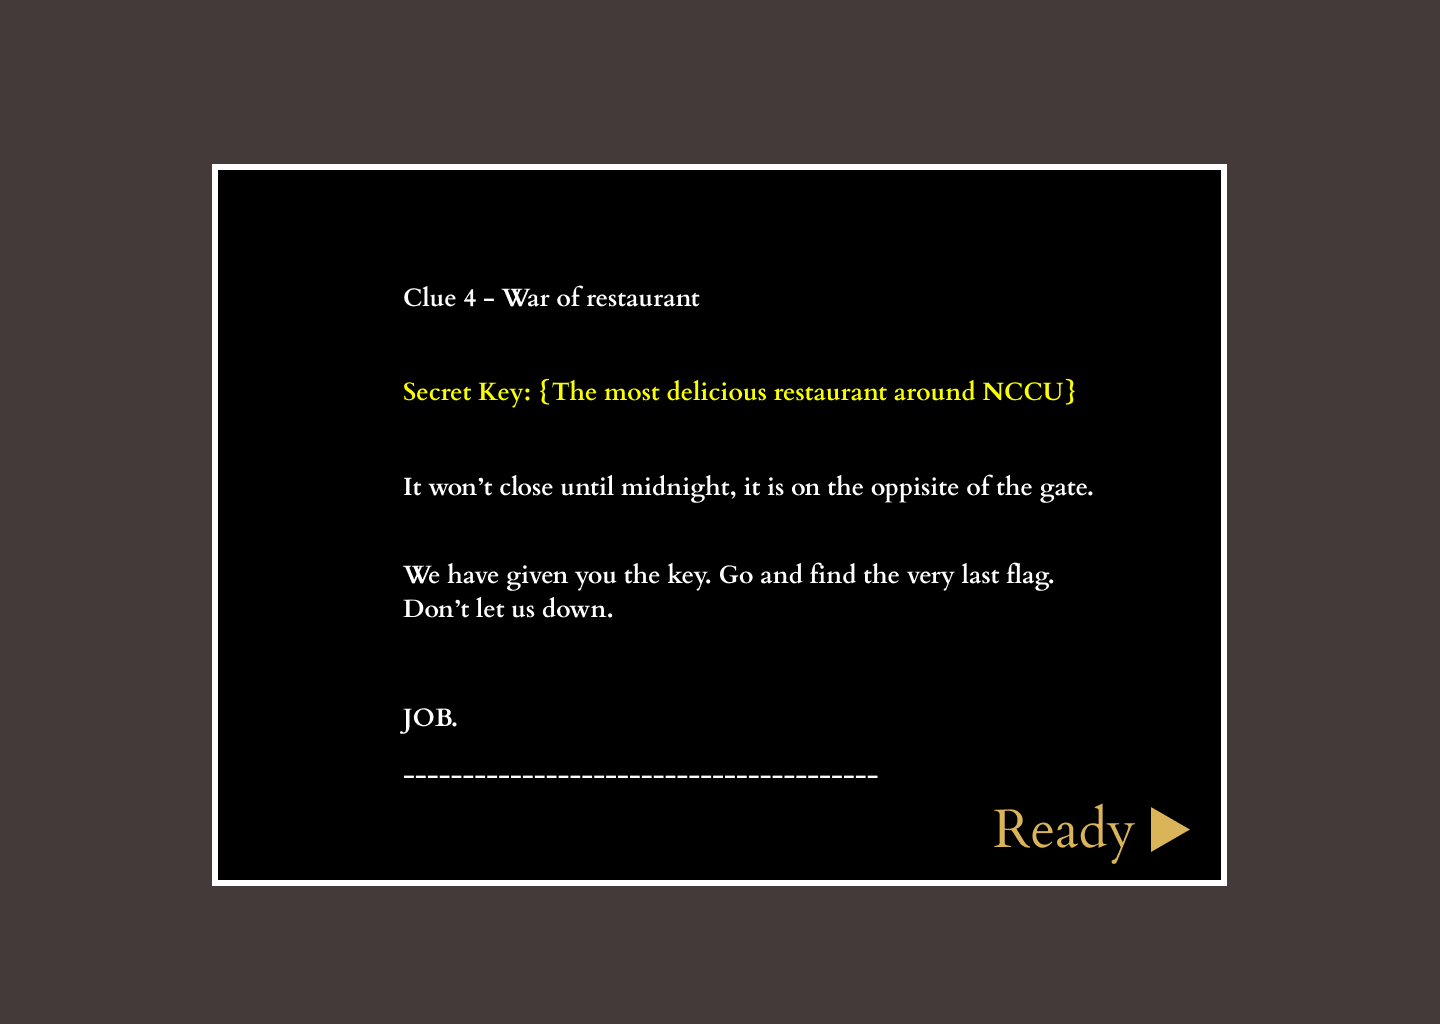 Clue 4 - War of restaurant
Secret Key: {The most delicious restaurant around NCCU}
It won’t close until midnight, it is on the oppisite of the gate.
We have given you the key. Go and find the very last flag.
Don’t let us down.
JOB.
----------------------------------------
Ready